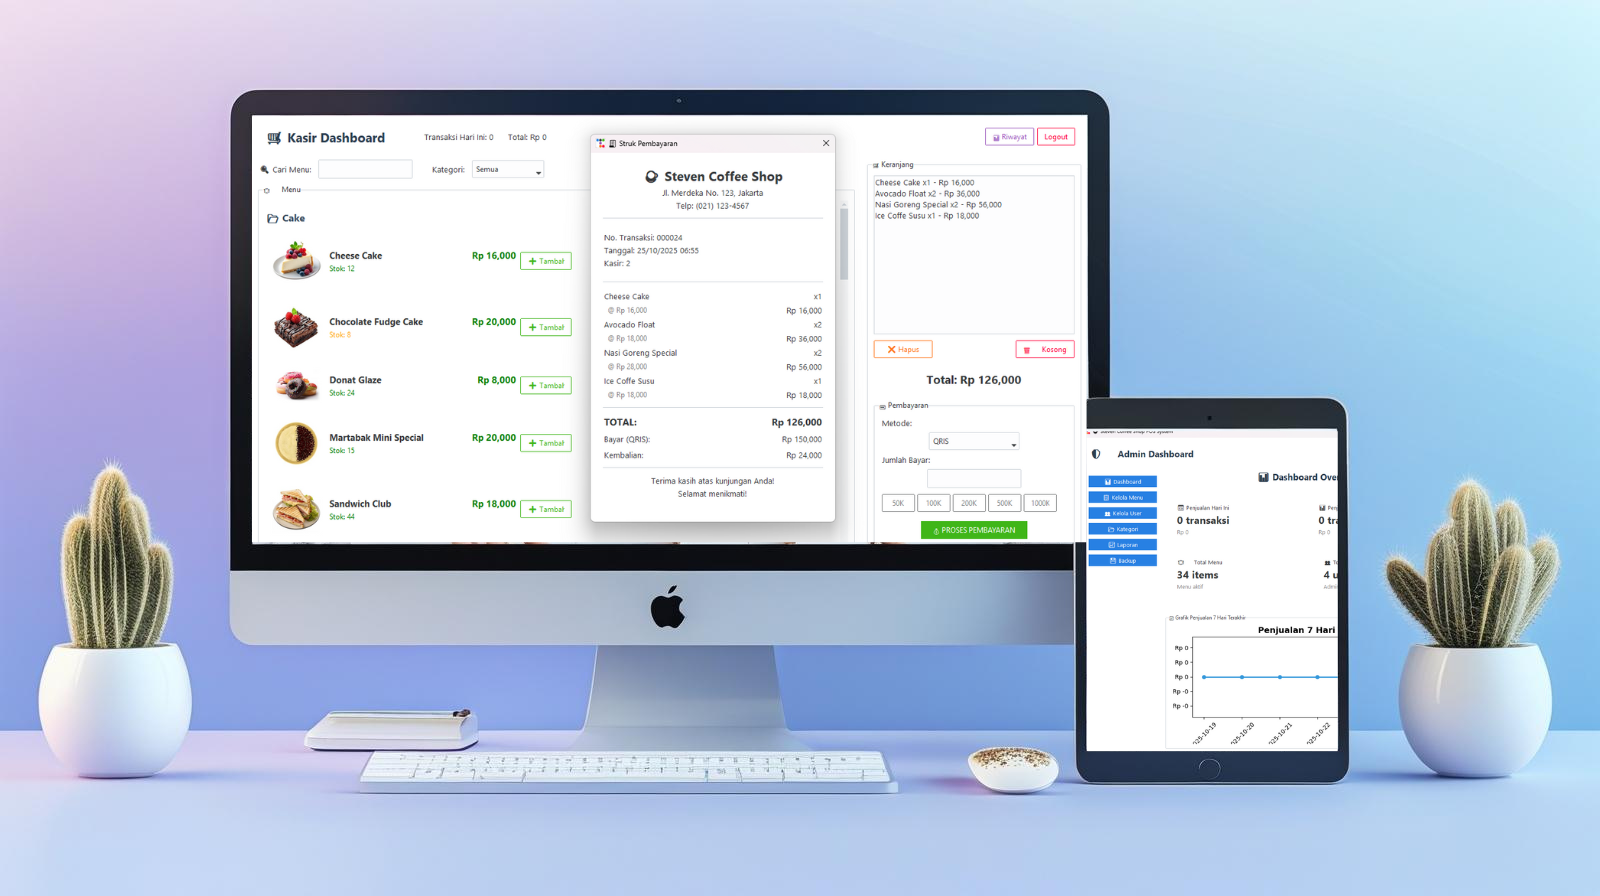 Kasir Dashboard
Transaksi Hari Ini: 0
Total: Rp 0
Riwayat
Logout
Cari Menu:
Kategori:
Semua
Menu
Cake
Cheese Cake
Stok: 12
Rp 16,000
+ Tambah
Chocolate Fudge Cake
Stok: 8
Rp 20,000
+ Tambah
Donat Glaze
Stok: 24
Rp 8,000
+ Tambah
Martabak Mini Special
Stok: 15
Rp 20,000
+ Tambah
Sandwich Club
Stok: 44
Rp 18,000
+ Tambah
Struk Pembayaran
Steven Coffee Shop
Jl. Merdeka No. 123, Jakarta
Telp: (021) 123-4567
No. Transaksi: 000024
Tanggal: 25/10/2025 06:55
Kasir: 2
Cheese Cake x1
@ Rp 16,000 Rp 16,000
Avocado Float x2
@ Rp 18,000 Rp 36,000
Nasi Goreng Special x2
@ Rp 28,000 Rp 56,000
Ice Coffe Susu x1
@ Rp 18,000 Rp 18,000
TOTAL: Rp 126,000
Bayar (QRIS): Rp 150,000
Kembalian: Rp 24,000
Terima kasih atas kunjungan Anda!
Selamat menikmati!
Keranjang
Cheese Cake x1 - Rp 16,000
Avocado Float x2 - Rp 36,000
Nasi Goreng Special x2 - Rp 56,000
Ice Coffe Susu x1 - Rp 18,000
Hapus
Kosong
Total: Rp 126,000
Pembayaran
Metode:
QRIS
Jumlah Bayar:
50K 100K 200K 500K 1000K
PROSES PEMBAYARAN
Steven Coffee Shop POS System
Admin Dashboard
Dashboard
Kelola Menu
Kelola User
Kategori
Laporan
Backup
Dashboard Over
Penjualan Hari Ini
0 transaksi
Rp 0
Total Menu
34 items
Menu aktif
Penj
0 tra
Rp 0
4 u
Admi
Grafik Penjualan 7 Hari Terakhir
Penjualan 7 Hari
Rp 0
Rp 0
Rp 0
Rp -0
Rp -0
025-10-19
025-10-20
025-10-21
025-10-22